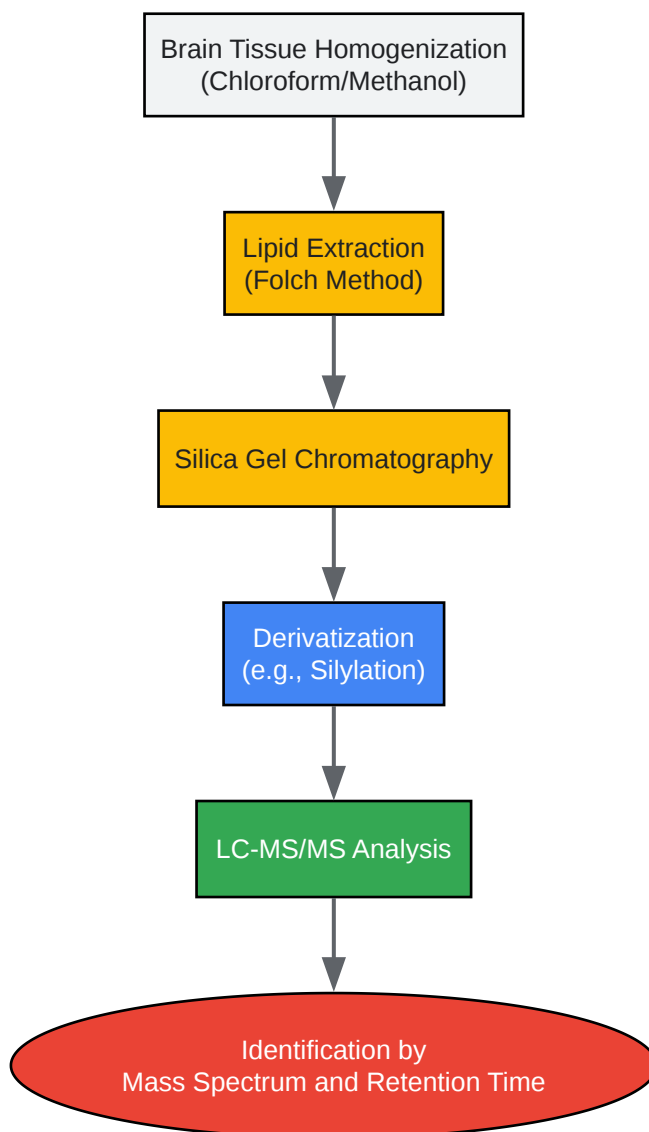 Brain Tissue Homogenization
(Chloroform/Methanol)
Lipid Extraction
(Folch Method)
Silica Gel Chromatography
Derivatization
(e.g., Silylation)
LC-MS/MS Analysis
Identification by
Mass Spectrum and Retention Time